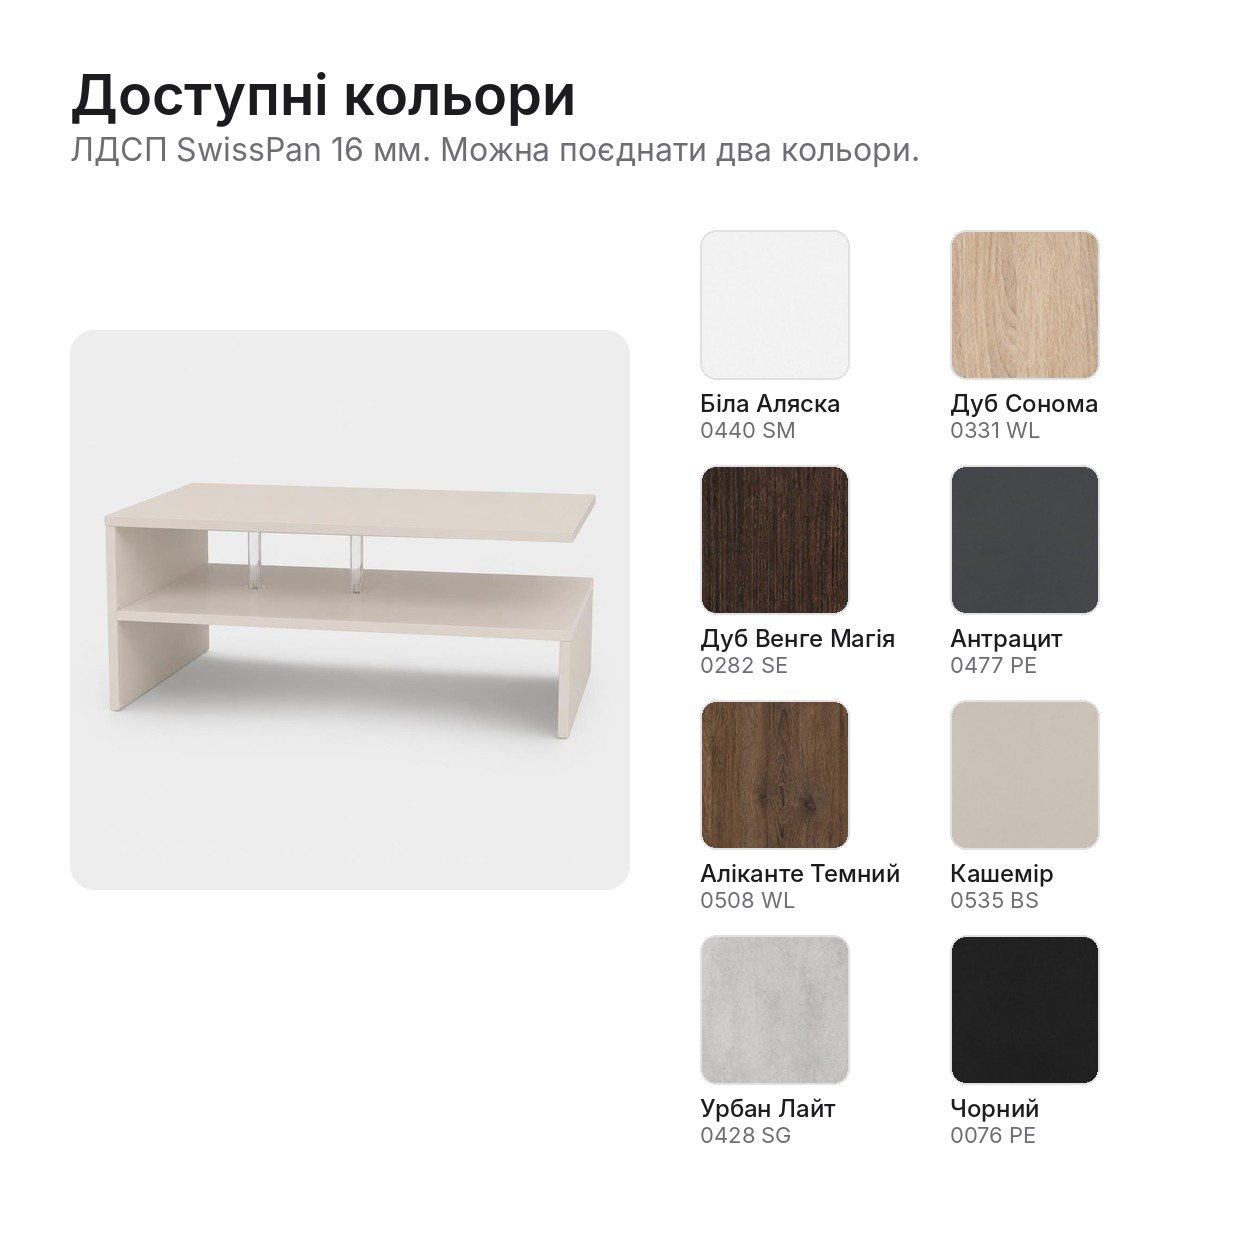 Доступні кольори
ЛДСП SwissPan 16 мм. Можна поєднати два кольори.
Біла Аляска
0440 SM
Дуб Сонома
0331 WL
Дуб Венге Магія
0282 SE
Антрацит
0477 PE
Аліканте Темний
0508 WL
Кашемір
0535 BS
Урбан Лайт
0428 SG
Чорний
0076 PE